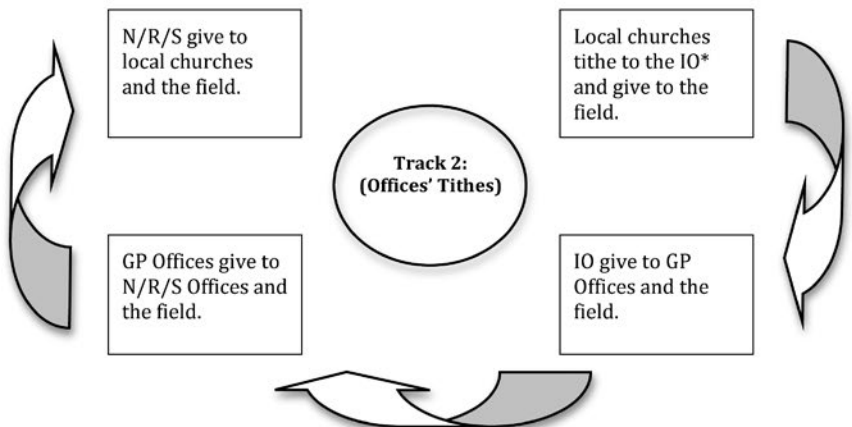 N/R/S give to
local churches
and the field.
Local churches
tithe to the IO*
and give to the
field.
Track 2:
(Offices' Tithes)
GP Offices give to
N/R/S Offices and
the field.
IO give to GP
Offices and the
field.